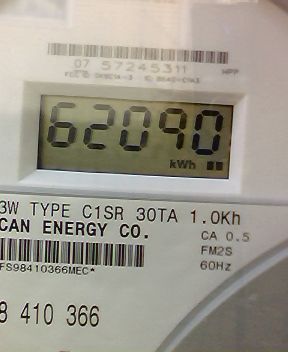 07 57245311
62090
kWh
3W TYPE C1SR 30TA 1.0Kh
CAN ENERGY CO.
CA 0.5
FM2S
60Hz
FS98410366MEC*
8 410 366